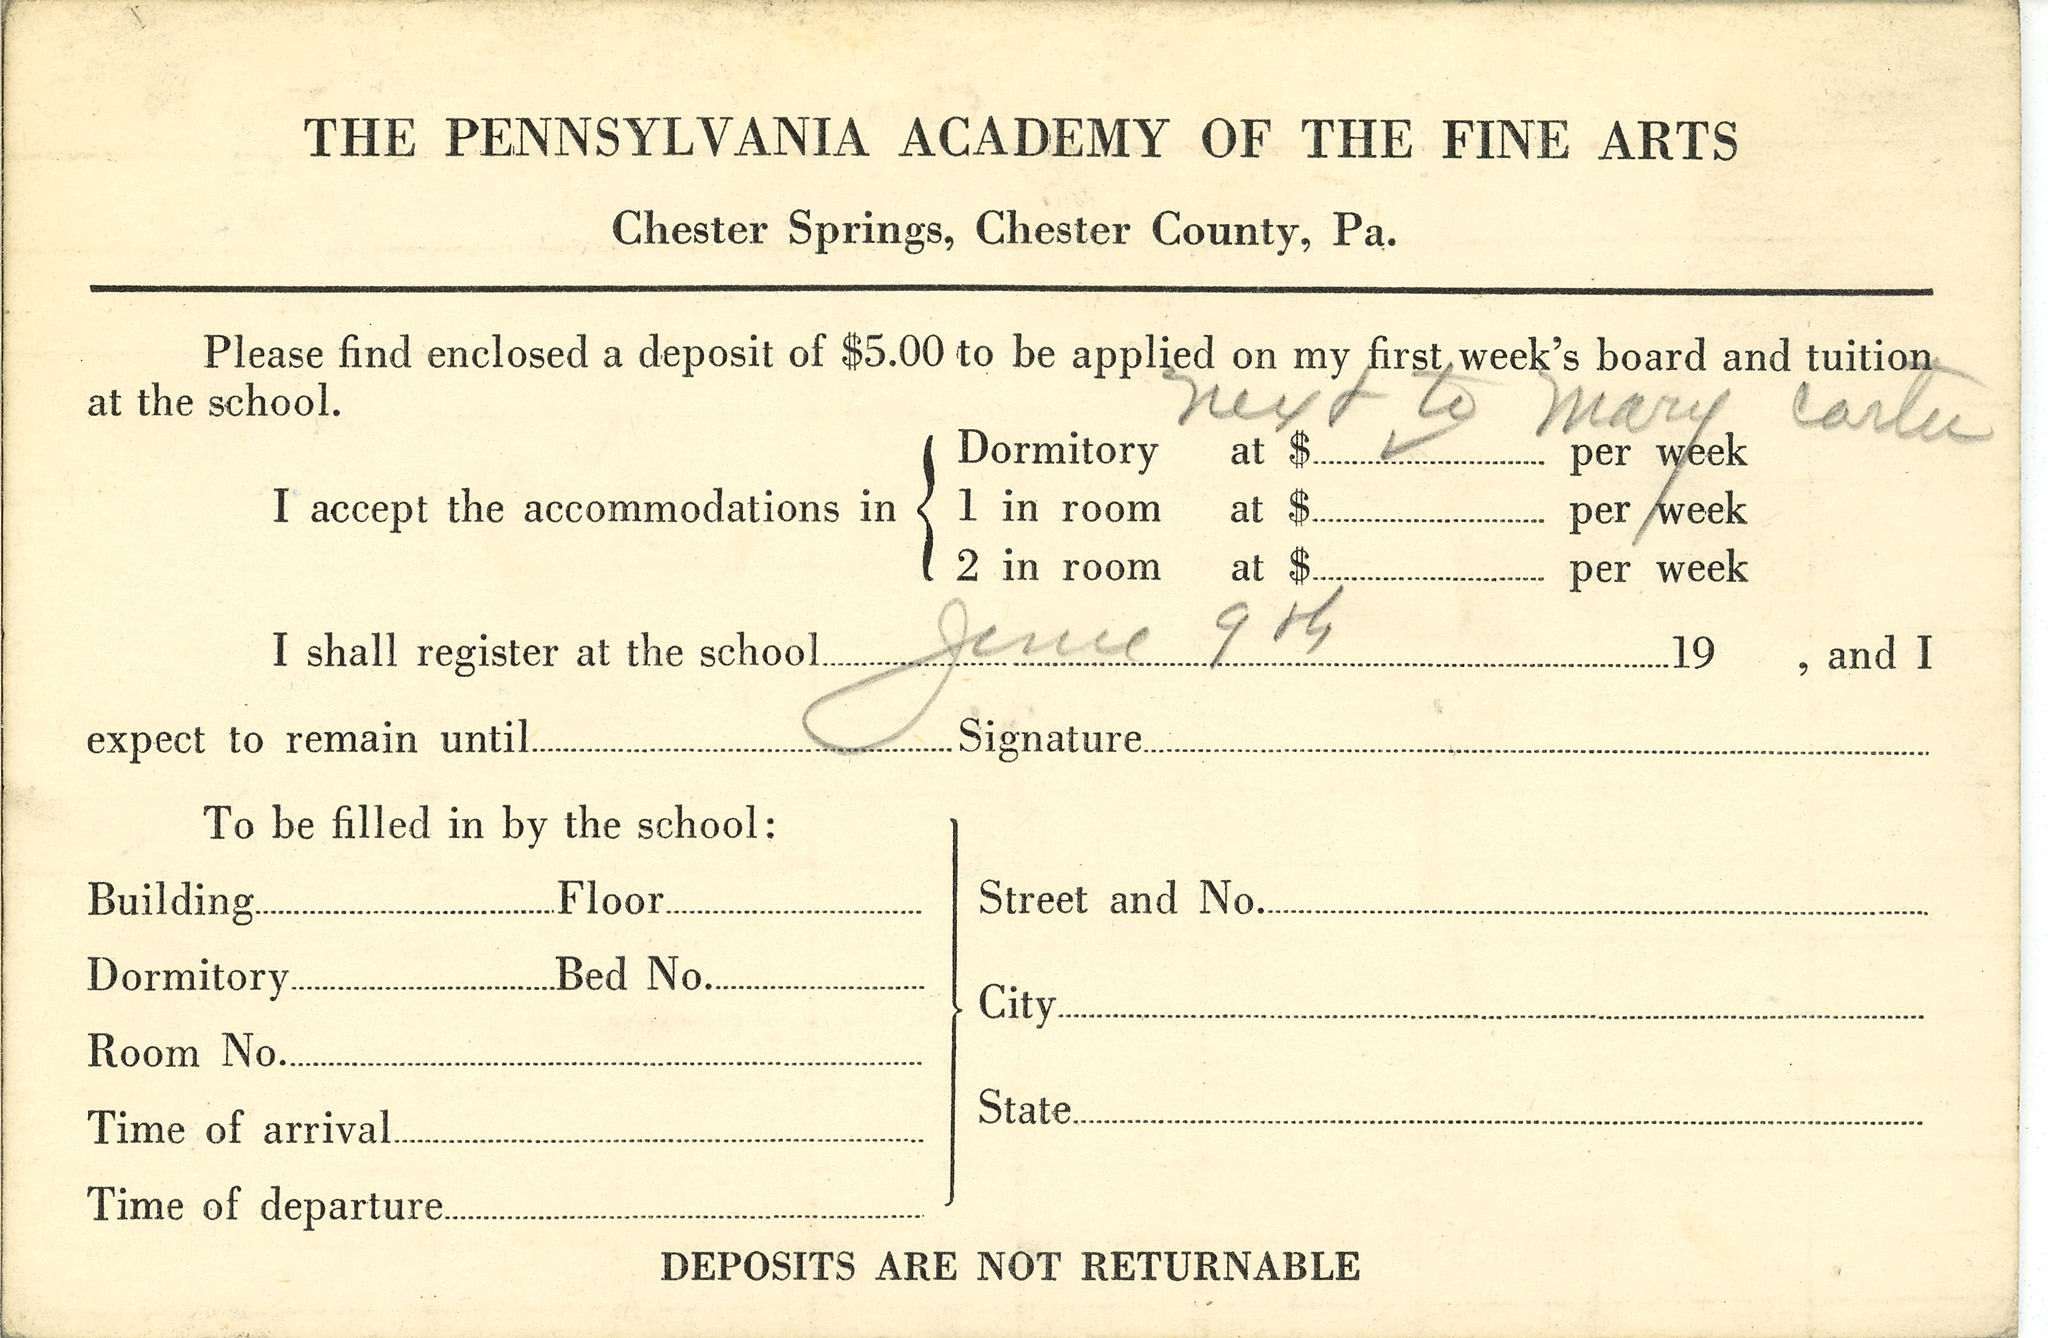 THE PENNSYLVANIA ACADEMY OF THE FINE ARTS
Chester Springs, Chester County, Pa.
Please find enclosed a deposit of $5.00 to be applied on my first week's board and tuition
at the school.
next to Mary Carter
I accept the accommodations in { Dormitory at $.......... ✓ .......... per week
1 in room at $.................... per week
2 in room at $.................... per week
I shall register at the school.......... June 9th ..........19 , and I
expect to remain until....................Signature....................
To be filled in by the school:
Building....................Floor....................
Dormitory....................Bed No.....................
Room No.....................
Time of arrival....................
Time of departure....................
Street and No.....................
City....................
State....................
DEPOSITS ARE NOT RETURNABLE